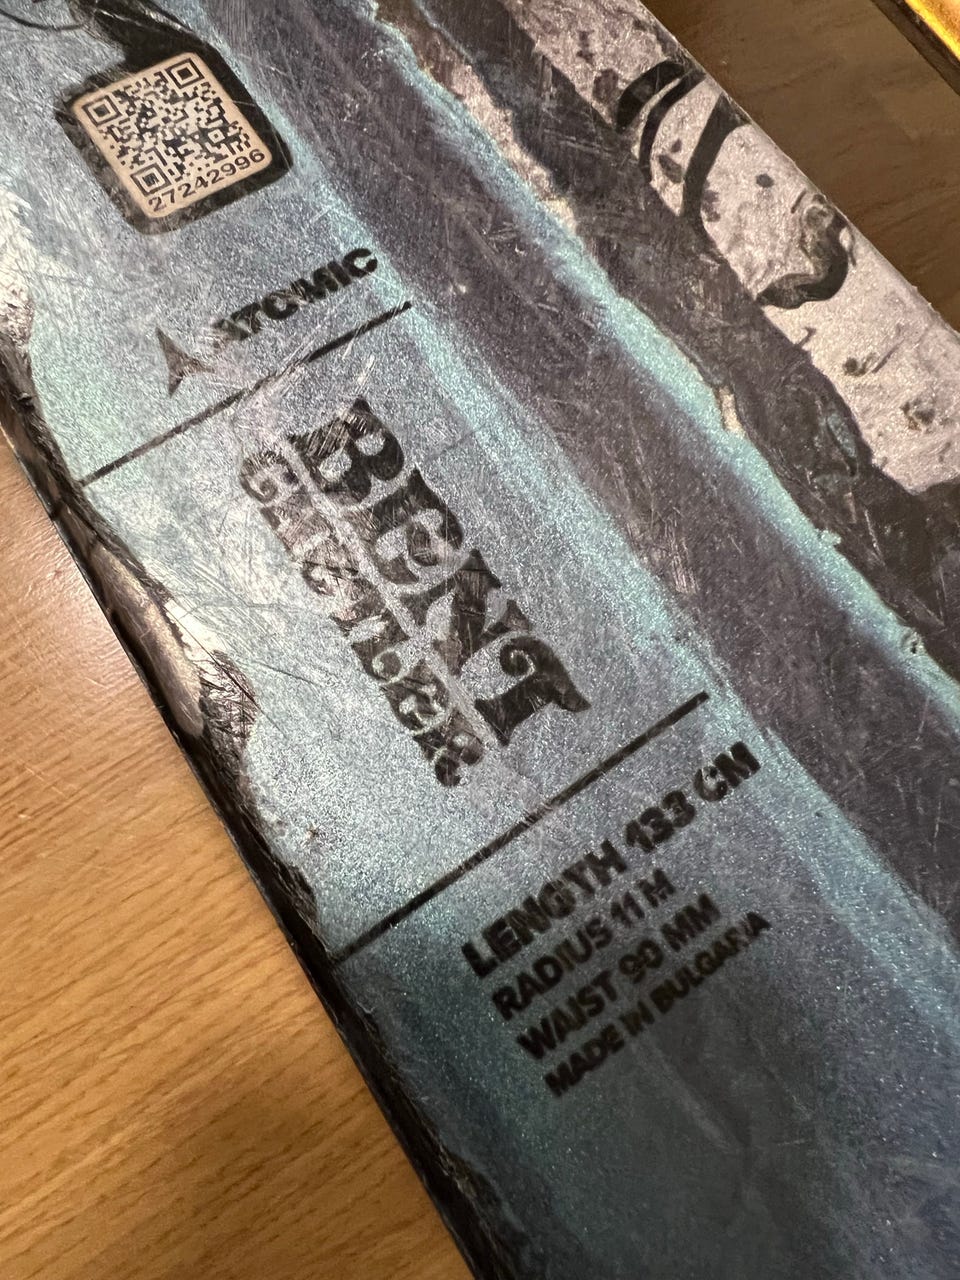 27242996
ATOMIC
BENT
CHETLER
LENGTH 133 CM
RADIUS 11 M
WAIST 90 MM
MADE IN BULGARIA